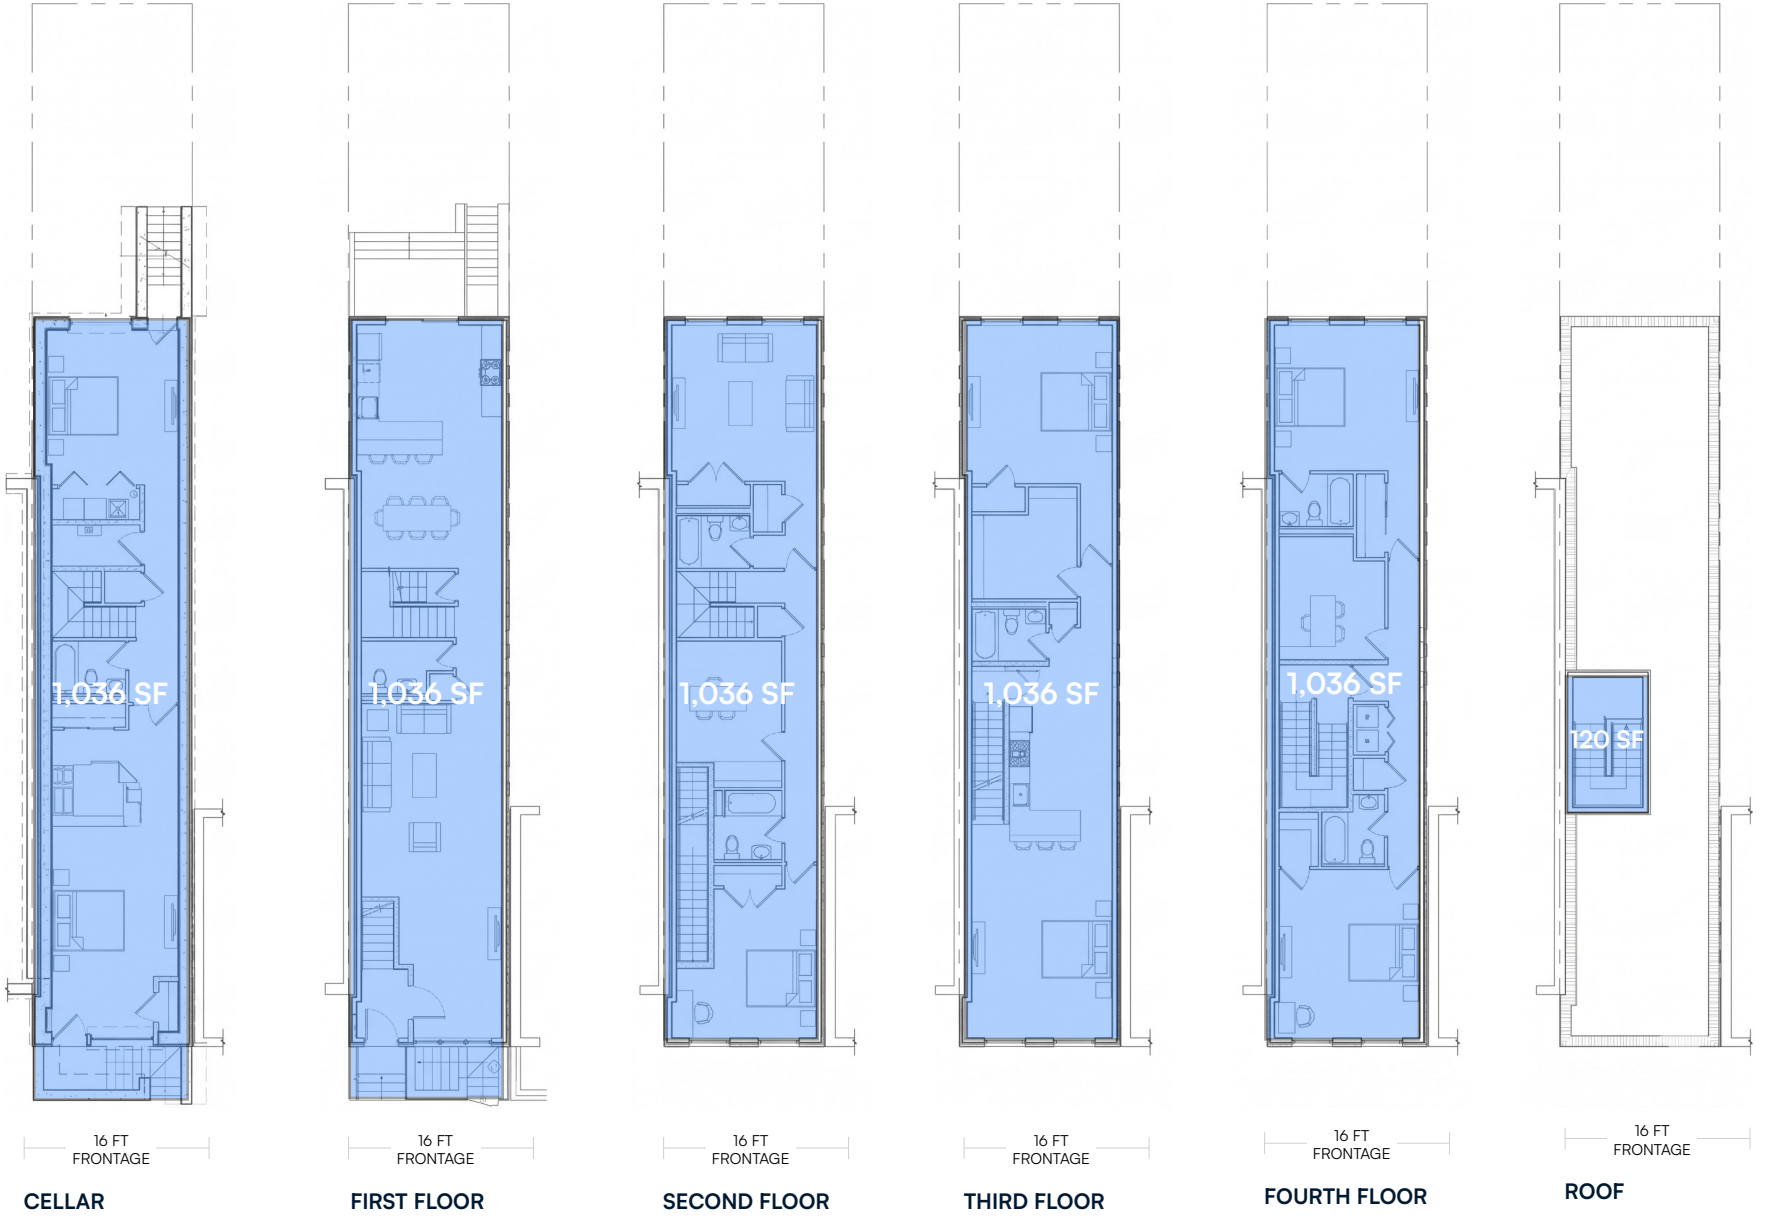 1,036 SF
1,036 SF
1,036 SF
1,036 SF
1,036 SF
120 SF
16 FT
FRONTAGE
16 FT
FRONTAGE
16 FT
FRONTAGE
16 FT
FRONTAGE
16 FT
FRONTAGE
16 FT
FRONTAGE
CELLAR
FIRST FLOOR
SECOND FLOOR
THIRD FLOOR
FOURTH FLOOR
ROOF